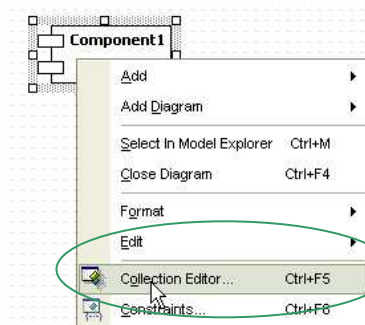 Component1
Add
Add Diagram
Select In Model Explorer Ctrl+M
Close Diagram Ctrl+F4
Format
Edit
Collection Editor... Ctrl+F5
Constraints... Ctrl+F6